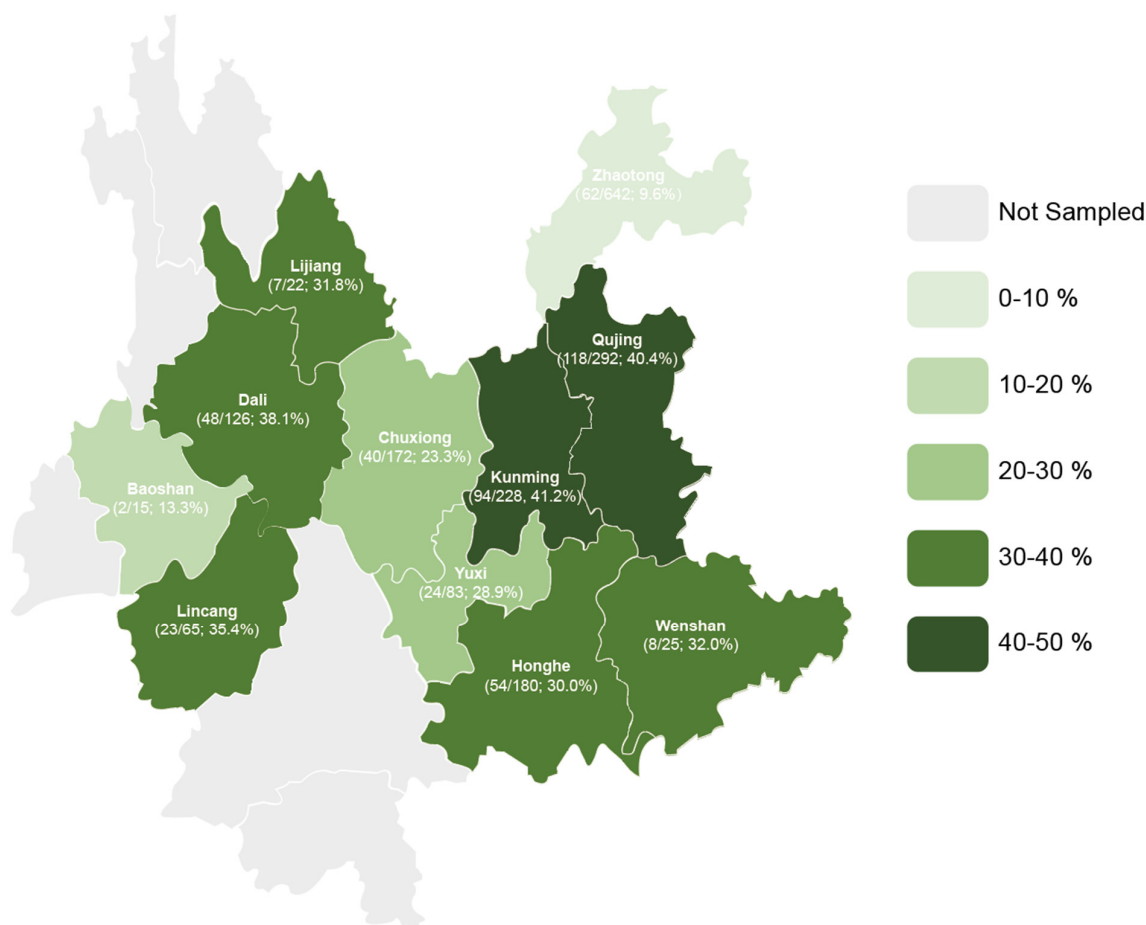 Zhaotong
(62/642; 9.6%)
Lijiang
(7/22; 31.8%)
Qujing
(118/292; 40.4%)
Dali
(48/126; 38.1%)
Chuxiong
(40/172; 23.3%)
Kunming
(94/228, 41.2%)
Baoshan
(2/15; 13.3%)
Yuxi
(24/83; 28.9%)
Lincang
(23/65; 35.4%)
Wenshan
(8/25; 32.0%)
Honghe
(54/180; 30.0%)
Not Sampled
0-10 %
10-20 %
20-30 %
30-40 %
40-50 %